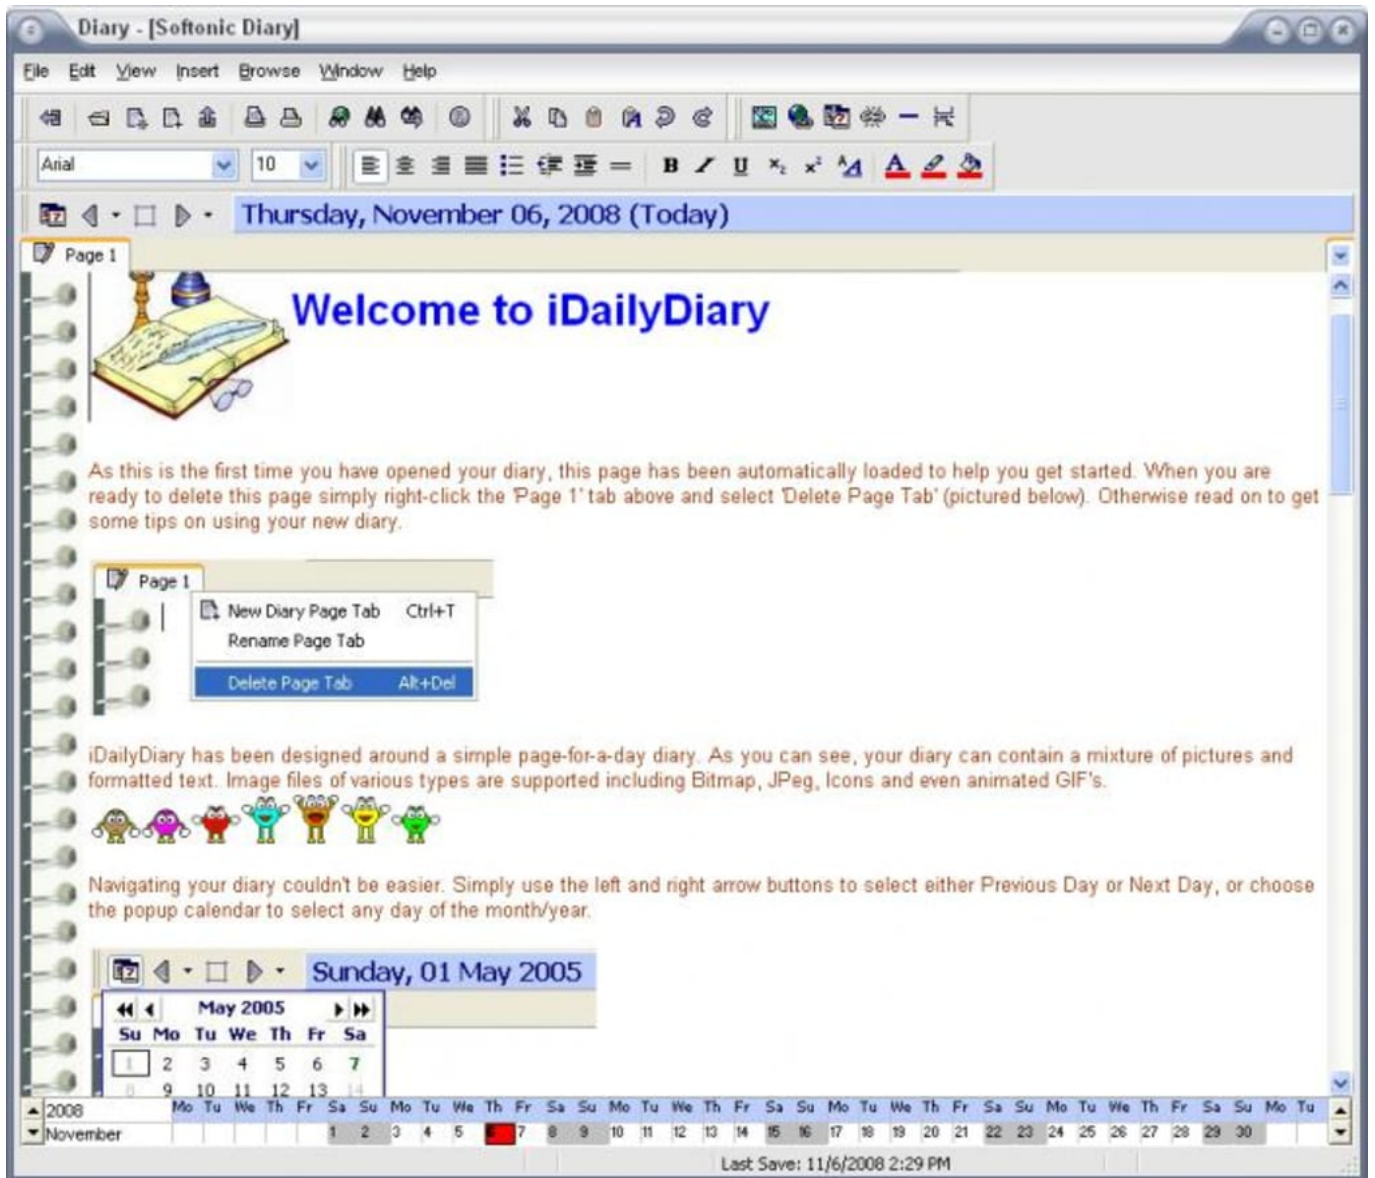 Diary - [Softonic Diary]
File Edit View Insert Browse Window Help
Arial 10 B I U
Thursday, November 06, 2008 (Today)
Page 1
Welcome to iDailyDiary
As this is the first time you have opened your diary, this page has been automatically loaded to help you get started. When you are
ready to delete this page simply right-click the 'Page 1' tab above and select 'Delete Page Tab' (pictured below). Otherwise read on to get
some tips on using your new diary.
Page 1
New Diary Page Tab Ctrl+T
Rename Page Tab
Delete Page Tab Alt+Del
iDailyDiary has been designed around a simple page-for-a-day diary. As you can see, your diary can contain a mixture of pictures and
formatted text. Image files of various types are supported including Bitmap, JPeg, Icons and even animated GIF's.
Navigating your diary couldn't be easier. Simply use the left and right arrow buttons to select either Previous Day or Next Day, or choose
the popup calendar to select any day of the month/year.
Sunday, 01 May 2005
May 2005
Su Mo Tu We Th Fr Sa
1 2 3 4 5 6 7
8 9 10 11 12 13 14
2008 Mo Tu We Th Fr Sa Su Mo Tu We Th Fr Sa Su Mo Tu We Th Fr Sa Su Mo Tu We Th Fr Sa Su Mo Tu We Th Fr Sa Su Mo Tu
November 1 2 3 4 5 6 7 8 9 10 11 12 13 14 15 16 17 18 19 20 21 22 23 24 25 26 27 28 29 30
Last Save: 11/6/2008 2:29 PM